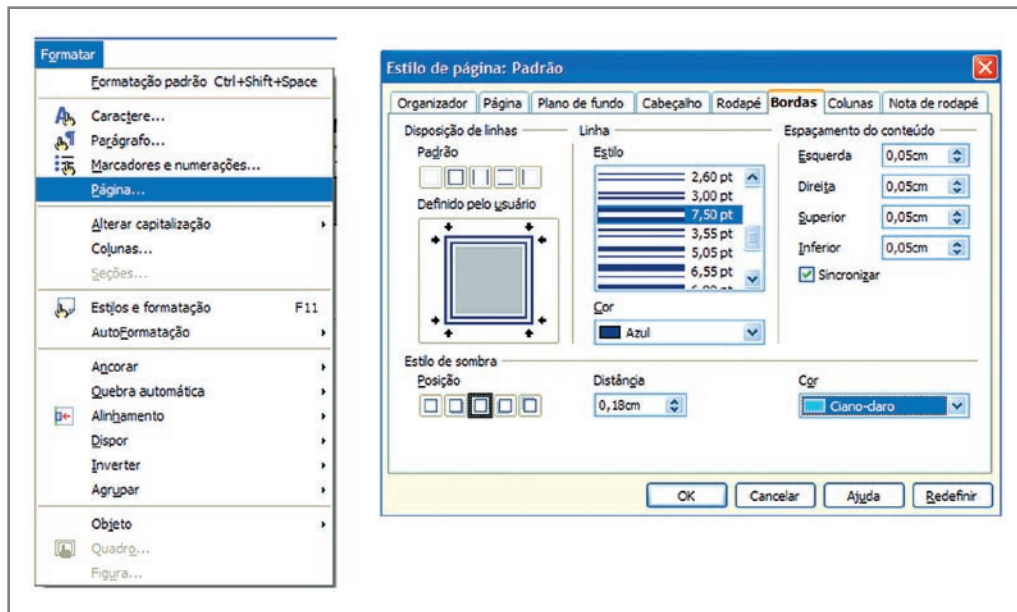 Formatar
Formatação padrão Ctrl+Shift+Space
Caractere...
Parágrafo...
Marcadores e numerações...
Página...
Alterar capitalização
Colunas...
Seções...
Estilos e formatação F11
AutoFormatação
Ancorar
Quebra automática
Alinhamento
Dispor
Inverter
Agrupar
Objeto
Quadro...
Figura...
Estilo de página: Padrão
Organizador Página Plano de fundo Cabeçalho Rodapé Bordas Colunas Nota de rodapé
Disposição de linhas
Padrão
Definido pelo usuário
Linha
Estilo
2,60 pt
3,00 pt
7,50 pt
3,55 pt
5,05 pt
6,55 pt
Cor
Azul
Espaçamento do conteúdo
Esquerda 0,05cm
Direita 0,05cm
Superior 0,05cm
Inferior 0,05cm
Sincronizar
Estilo de sombra
Posição
Distância
0,18cm
Cor
Ciano-claro
OK Cancelar Ajuda Redefinir